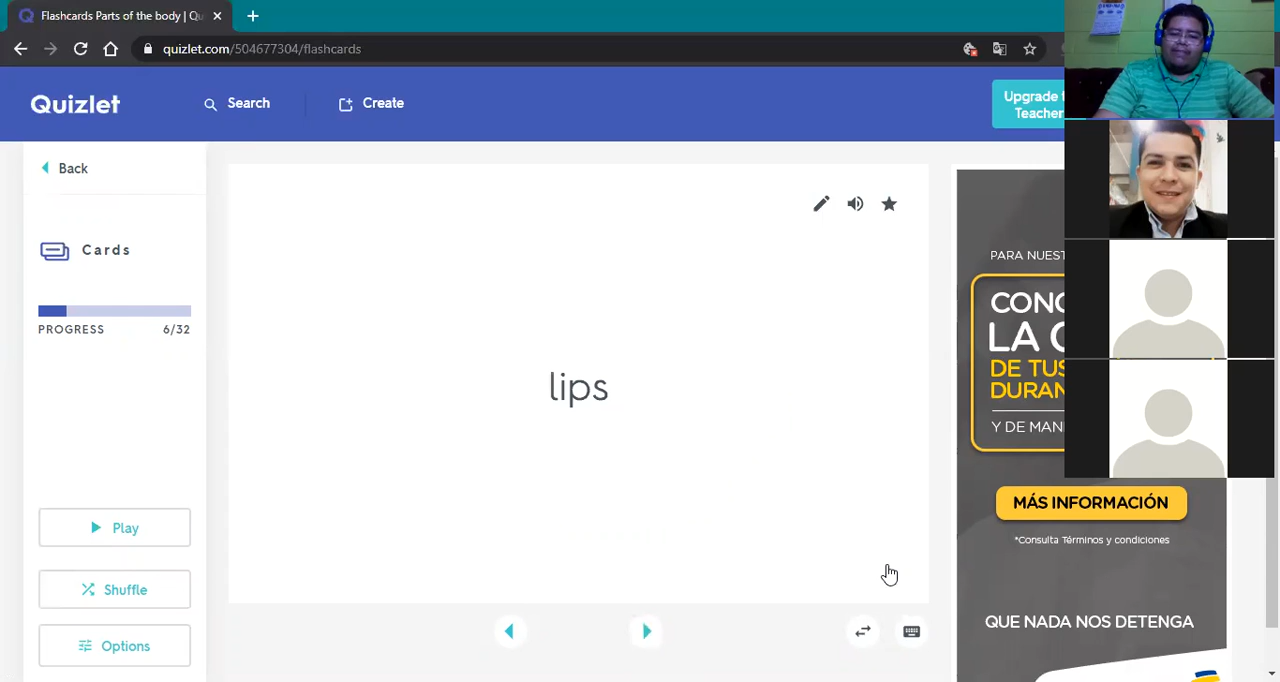 Flashcards Parts of the body | Qu
quizlet.com/504677304/flashcards
Quizlet
Search
Create
Upgrade
Teacher
Back
Cards
PROGRESS 6/32
Play
Shuffle
Options
lips
PARA NUEST
CONO
LA
DE TUS
DURAN
Y DE MAN
MÁS INFORMACIÓN
*Consulta Términos y condiciones
QUE NADA NOS DETENGA